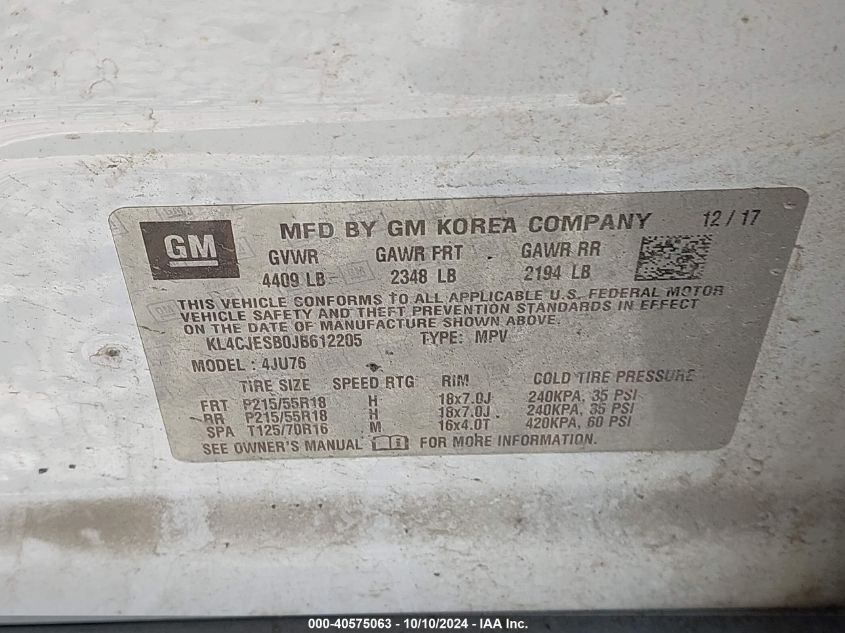 GM
MFD BY GM KOREA COMPANY 12/17
GVWR GAWR FRT GAWR RR
4409 LB 2348 LB 2194 LB
THIS VEHICLE CONFORMS TO ALL APPLICABLE U.S. FEDERAL MOTOR
VEHICLE SAFETY AND THEFT PREVENTION STANDARDS IN EFFECT
ON THE DATE OF MANUFACTURE SHOWN ABOVE.
KL4CJESB0JB612205 TYPE: MPV
MODEL: 4JU76
TIRE SIZE SPEED RTG RIM COLD TIRE PRESSURE
FRT P215/55R18 H 18x7.0J 240KPA, 35 PSI
RR P215/55R18 H 18x7.0J 240KPA, 35 PSI
SPA T125/70R16 M 16x4.0T 420KPA, 60 PSI
SEE OWNER'S MANUAL FOR MORE INFORMATION.
000-40575063 - 10/10/2024 - IAA Inc.